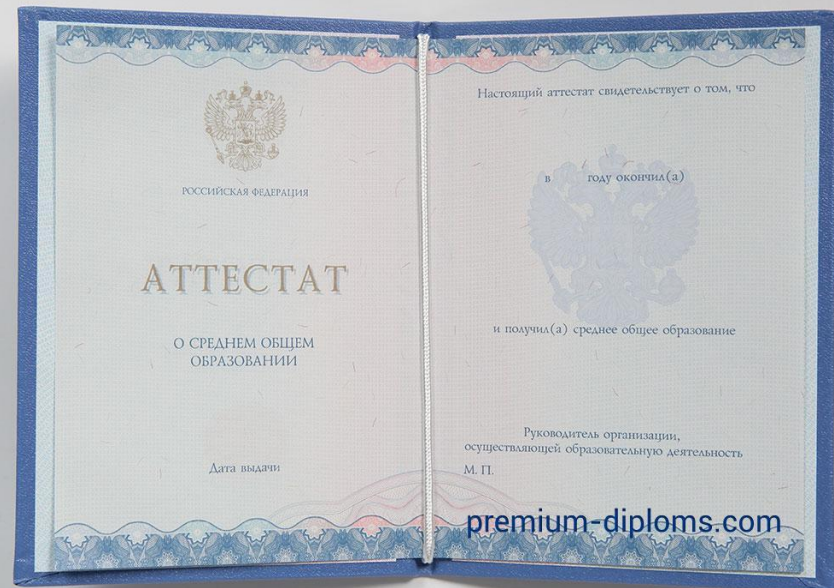 РОССИЙСКАЯ ФЕДЕРАЦИЯ
АТТЕСТАТ
О СРЕДНЕМ ОБЩЕМ
ОБРАЗОВАНИИ
Дата выдачи
Настоящий аттестат свидетельствует о том, что
в году окончил(а)
и получил(а) среднее общее образование
Руководитель организации,
осуществляющей образовательную деятельность
М. П.
premium-diploms.com